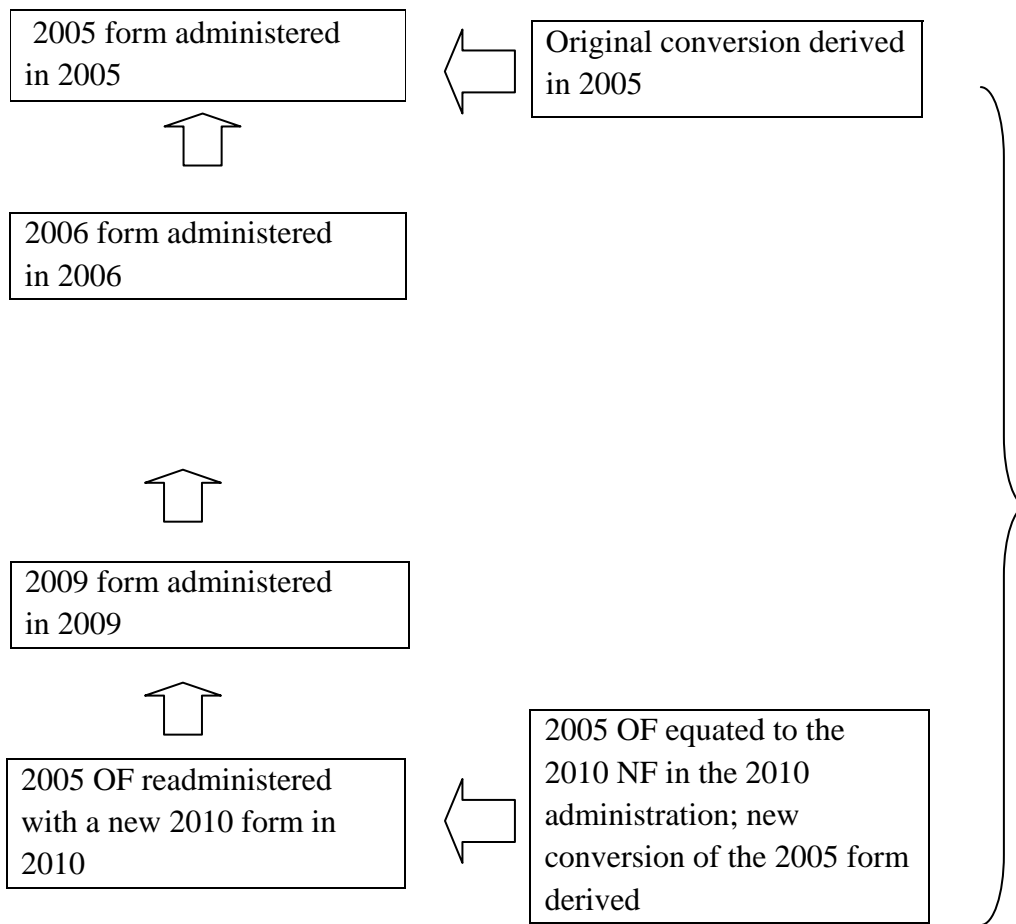 2005 form administered
in 2005
Original conversion derived
in 2005
2006 form administered
in 2006
2009 form administered
in 2009
2005 OF readministered
with a new 2010 form in
2010
2005 OF equated to the
2010 NF in the 2010
administration; new
conversion of the 2005 form
derived